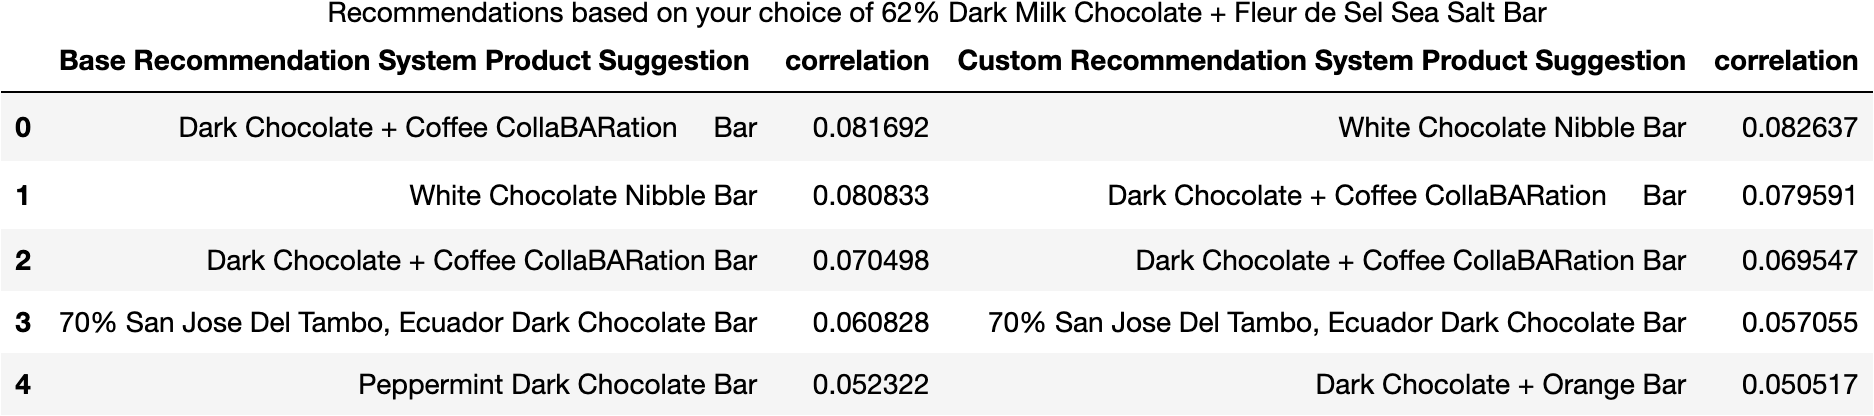 Recommendations based on your choice of 62% Dark Milk Chocolate + Fleur de Sel Sea Salt Bar
Base Recommendation System Product Suggestion correlation Custom Recommendation System Product Suggestion correlation
0 Dark Chocolate + Coffee CollaBARation Bar 0.081692 White Chocolate Nibble Bar 0.082637
1 White Chocolate Nibble Bar 0.080833 Dark Chocolate + Coffee CollaBARation Bar 0.079591
2 Dark Chocolate + Coffee CollaBARation Bar 0.070498 Dark Chocolate + Coffee CollaBARation Bar 0.069547
3 70% San Jose Del Tambo, Ecuador Dark Chocolate Bar 0.060828 70% San Jose Del Tambo, Ecuador Dark Chocolate Bar 0.057055
4 Peppermint Dark Chocolate Bar 0.052322 Dark Chocolate + Orange Bar 0.050517